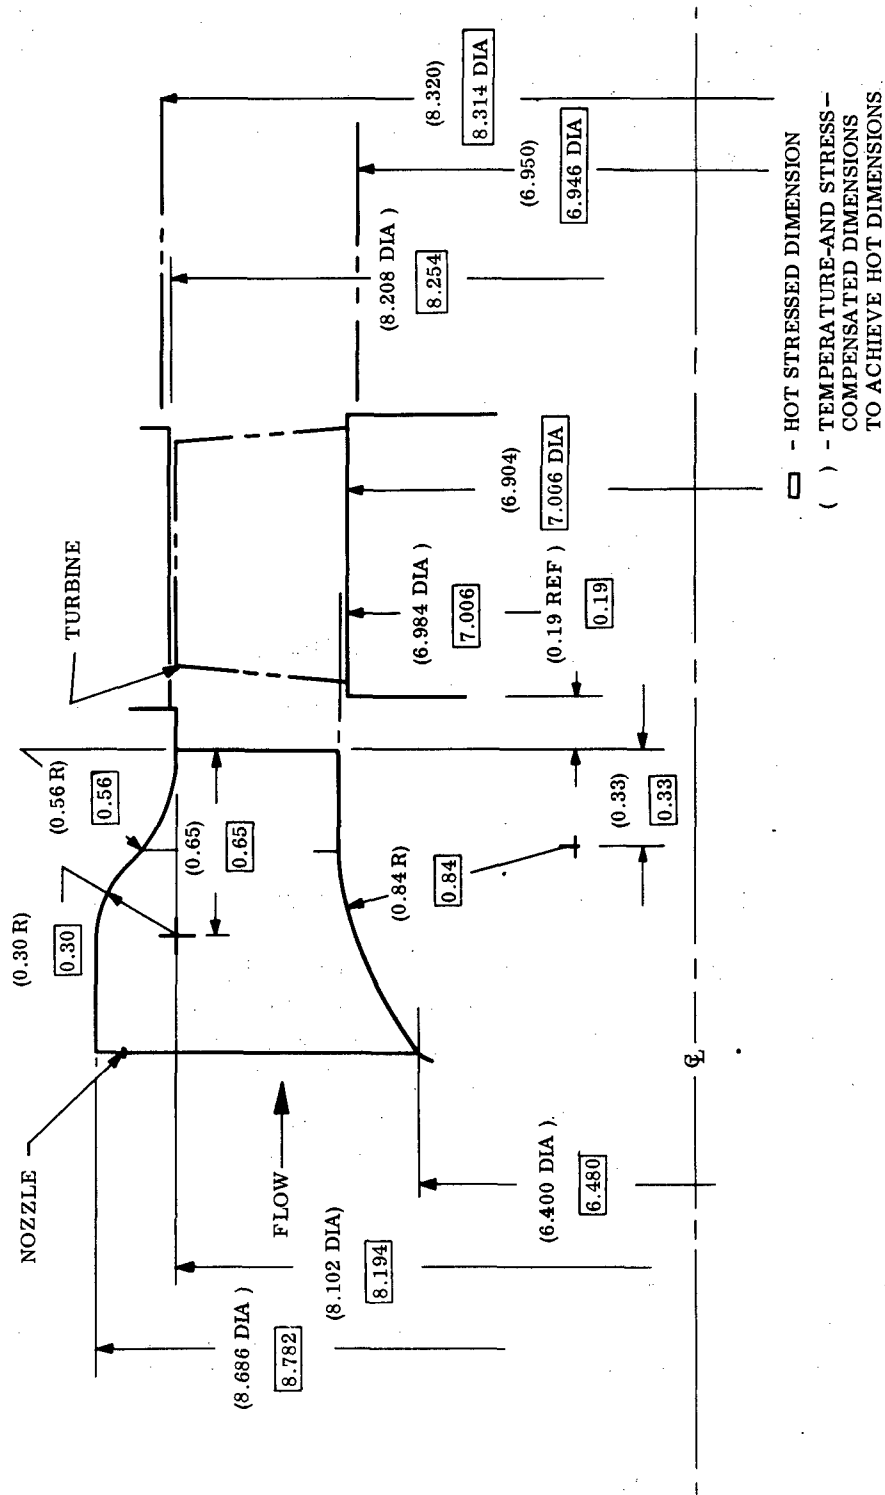 NOZZLE
(0.30 R)
0.30
(0.56 R)
0.56
TURBINE
(0.65)
0.65
(0.84 R)
0.84
FLOW
(8.686 DIA )
8.782
(8.102 DIA)
8.194
(6.400 DIA )
6.480
(0.33)
0.33
(0.19 REF )
0.19
(6.984 DIA )
7.006
(6.904)
7.006 DIA
(8.208 DIA )
8.254
(6.950)
6.946 DIA
(8.320)
8.314 DIA
℄
▭ - HOT STRESSED DIMENSION
( ) - TEMPERATURE-AND STRESS-
COMPENSATED DIMENSIONS
TO ACHIEVE HOT DIMENSIONS